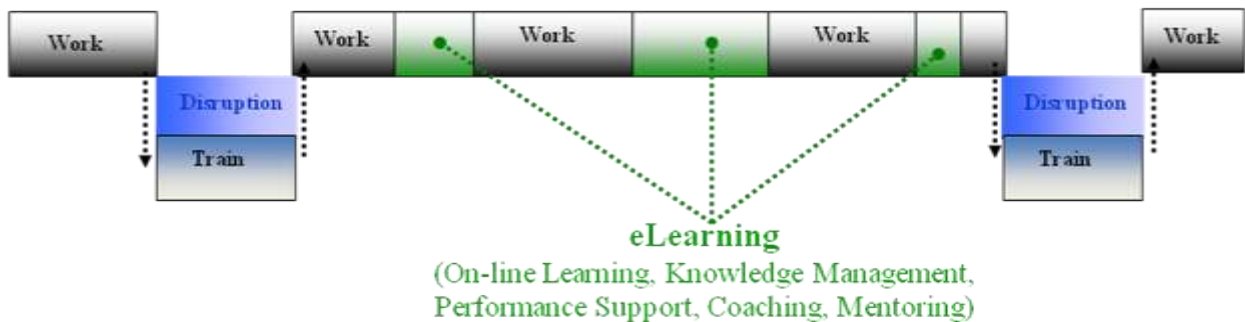 Work
Work
Work
Work
Work
Disruption
Disruption
Train
Train
eLearning
(On-line Learning, Knowledge Management,
Performance Support, Coaching, Mentoring)